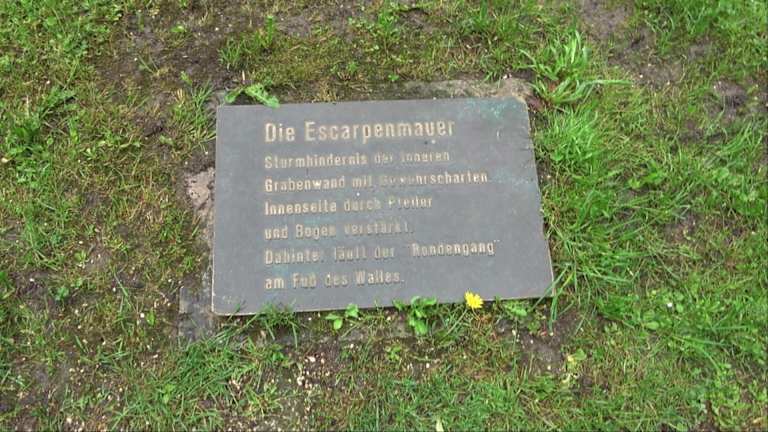 Die Escarpenmauer
Sturmhindernis der inneren
Grabenwand mit Gewehrscharten.
Innenseite durch Pfeiler
und Bögen verstärkt.
Dahinter läuft der "Rondengang"
am Fuß des Walles.